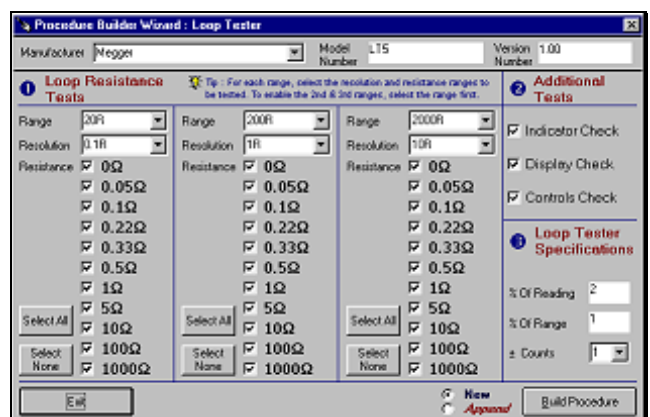 Procedure Builder Wizard : Loop Tester
Manufacturer Megger Model Number LT5 Version Number 1.00
1 Loop Resistance Tests
Tip : For each range, select the resolution and resistance ranges to
be tested. To enable the 2nd & 3rd ranges, select the range first.
Range 20R
Resolution 0.1R
Resistance 0Ω
0.05Ω
0.1Ω
0.22Ω
0.33Ω
0.5Ω
1Ω
5Ω
10Ω
100Ω
1000Ω
Select All
Select None
Range 200R
Resolution 1R
Resistance 0Ω
0.05Ω
0.1Ω
0.22Ω
0.33Ω
0.5Ω
1Ω
5Ω
10Ω
100Ω
1000Ω
Select All
Select None
Range 2000R
Resolution 10R
Resistance 0Ω
0.05Ω
0.1Ω
0.22Ω
0.33Ω
0.5Ω
1Ω
5Ω
10Ω
100Ω
1000Ω
Select All
Select None
2 Additional Tests
Indicator Check
Display Check
Controls Check
3 Loop Tester Specifications
% Of Reading 2
% Of Range 1
± Counts 1
Exit
New
Append
Build Procedure